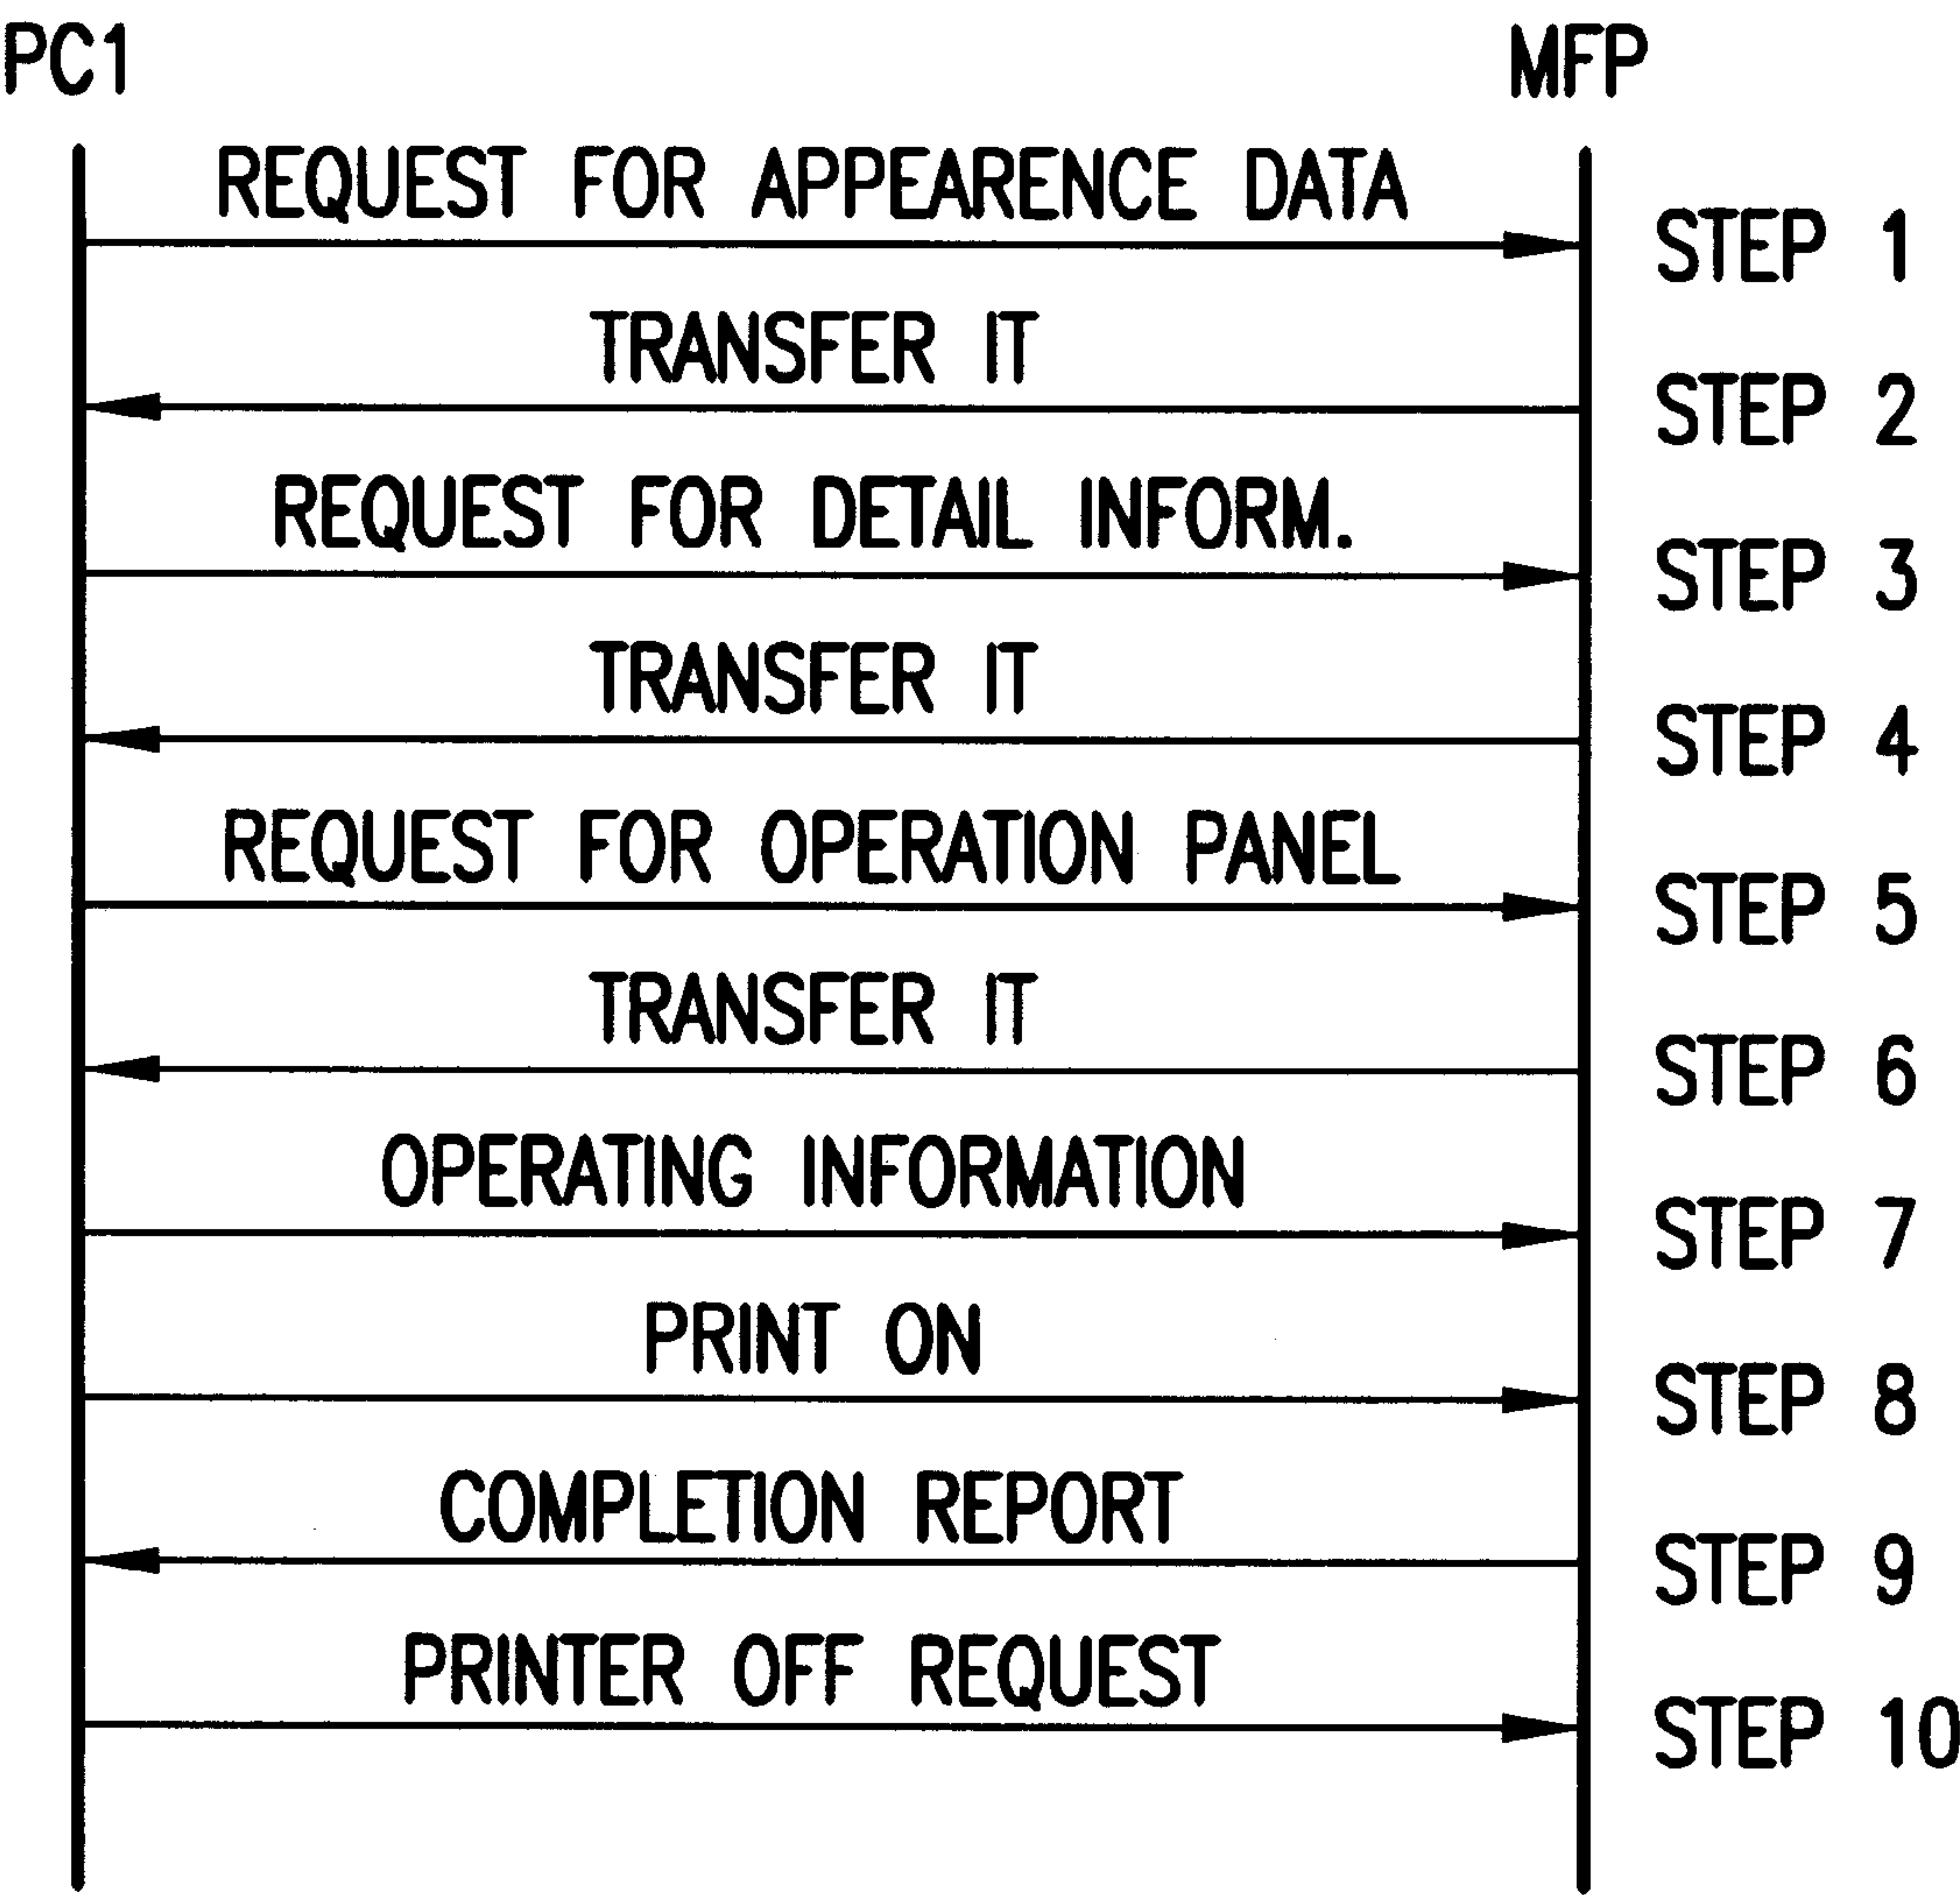 PC1 MFP
REQUEST FOR APPEARENCE DATA
STEP 1
TRANSFER IT
STEP 2
REQUEST FOR DETAIL INFORM.
STEP 3
TRANSFER IT
STEP 4
REQUEST FOR OPERATION PANEL
STEP 5
TRANSFER IT
STEP 6
OPERATING INFORMATION
STEP 7
PRINT ON
STEP 8
COMPLETION REPORT
STEP 9
PRINTER OFF REQUEST
STEP 10